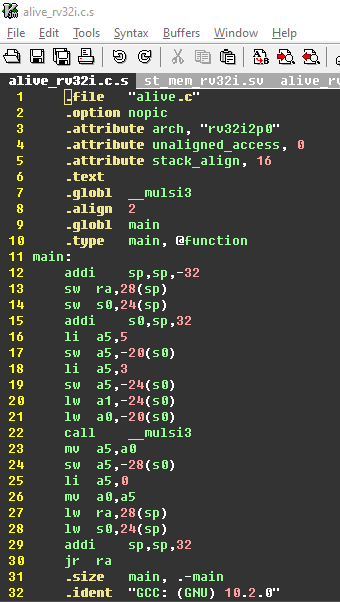 alive_rv32i.c.s
File Edit Tools Syntax Buffers Window Help
alive_rv32i.c.s st_mem_rv32i.sv alive_rv
1 .file "alive.c"
2 .option nopic
3 .attribute arch, "rv32i2p0"
4 .attribute unaligned_access, 0
5 .attribute stack_align, 16
6 .text
7 .globl __mulsi3
8 .align 2
9 .globl main
10 .type main, @function
11 main:
12 addi sp,sp,-32
13 sw ra,28(sp)
14 sw s0,24(sp)
15 addi s0,sp,32
16 li a5,5
17 sw a5,-20(s0)
18 li a5,3
19 sw a5,-24(s0)
20 lw a1,-24(s0)
21 lw a0,-20(s0)
22 call __mulsi3
23 mv a5,a0
24 sw a5,-28(s0)
25 li a5,0
26 mv a0,a5
27 lw ra,28(sp)
28 lw s0,24(sp)
29 addi sp,sp,32
30 jr ra
31 .size main, .-main
32 .ident "GCC: (GNU) 10.2.0"